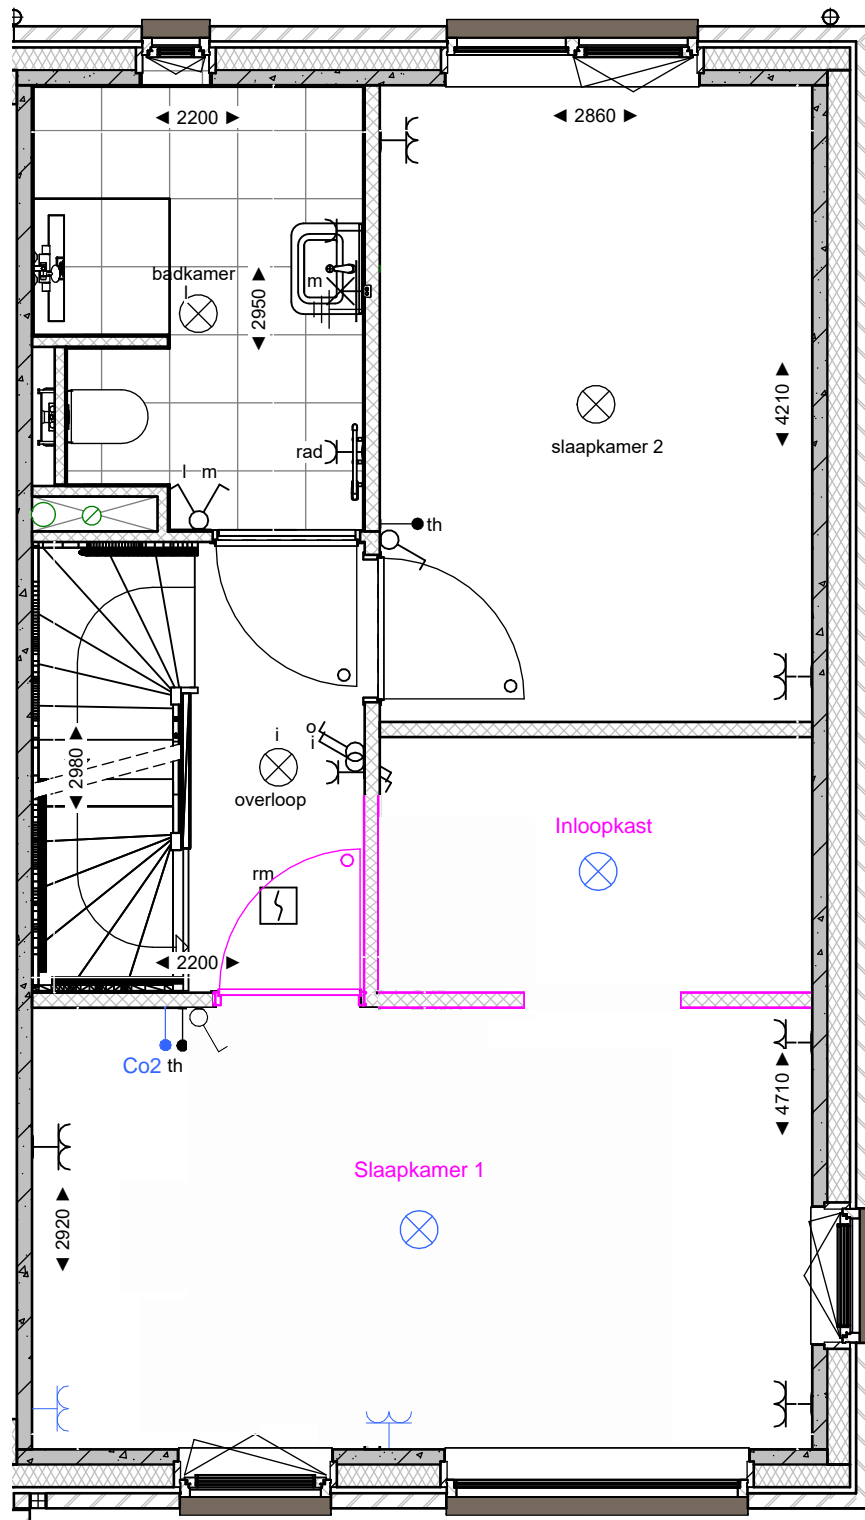 ◄ 2200 ►
◄ 2860 ►
badkamer
l
m
◄ 2950 ►
◄ 4210 ►
slaapkamer 2
rad
l m
th
o
i
i
◄ 2980 ►
overloop
Inloopkast
rm
◄ 2200 ►
Co2 th
◄ 4710 ►
Slaapkamer 1
◄ 2920 ►